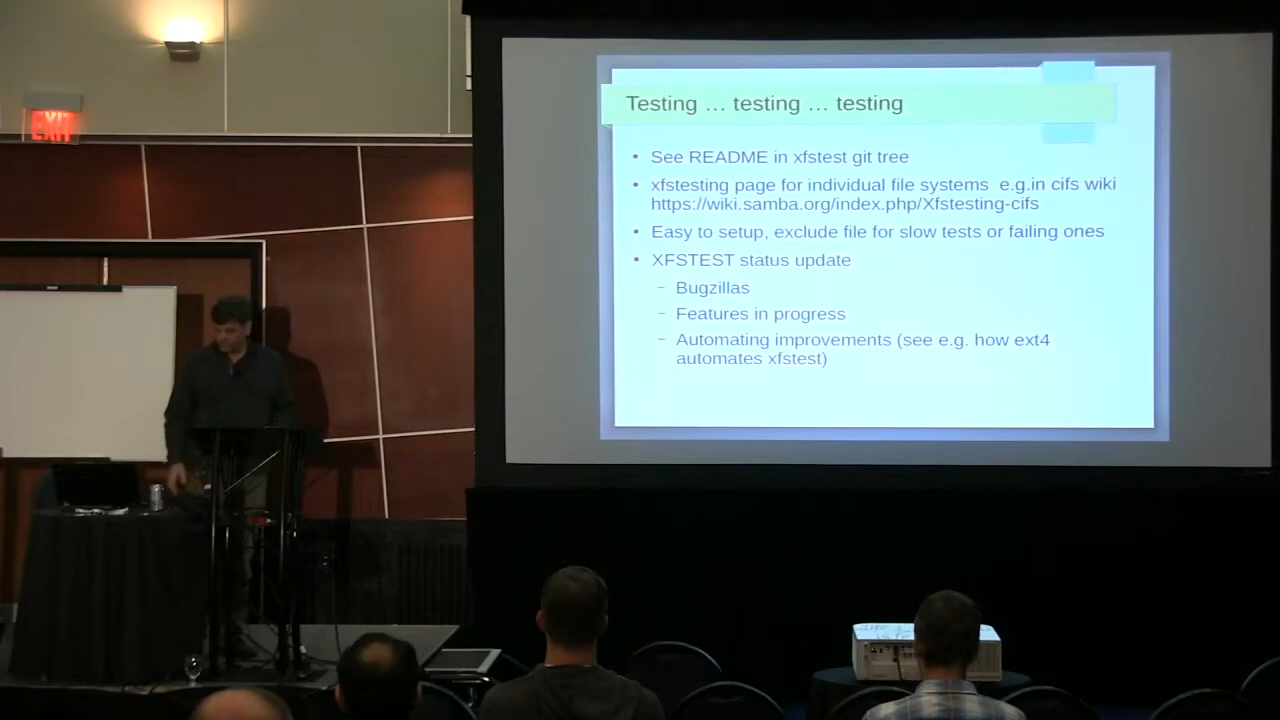 EXIT
Testing … testing … testing
• See README in xfstest git tree
• xfstesting page for individual file systems e.g.in cifs wiki
https://wiki.samba.org/index.php/Xfstesting-cifs
• Easy to setup, exclude file for slow tests or failing ones
• XFSTEST status update
– Bugzillas
– Features in progress
– Automating improvements (see e.g. how ext4
automates xfstest)